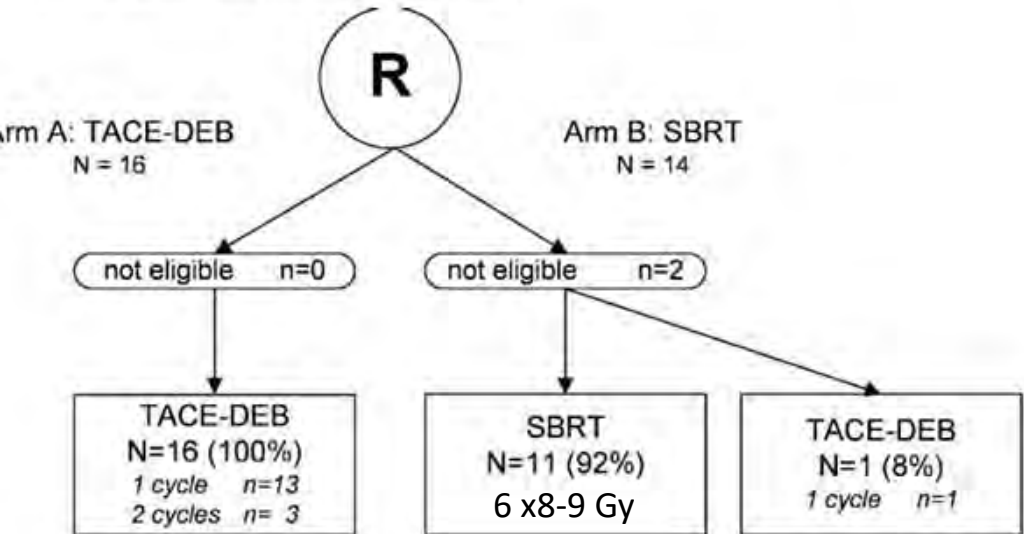 R
Arm A: TACE-DEB
N = 16
Arm B: SBRT
N = 14
not eligible n=0
not eligible n=2
TACE-DEB
N=16 (100%)
1 cycle n=13
2 cycles n= 3
SBRT
N=11 (92%)
6 x8-9 Gy
TACE-DEB
N=1 (8%)
1 cycle n=1